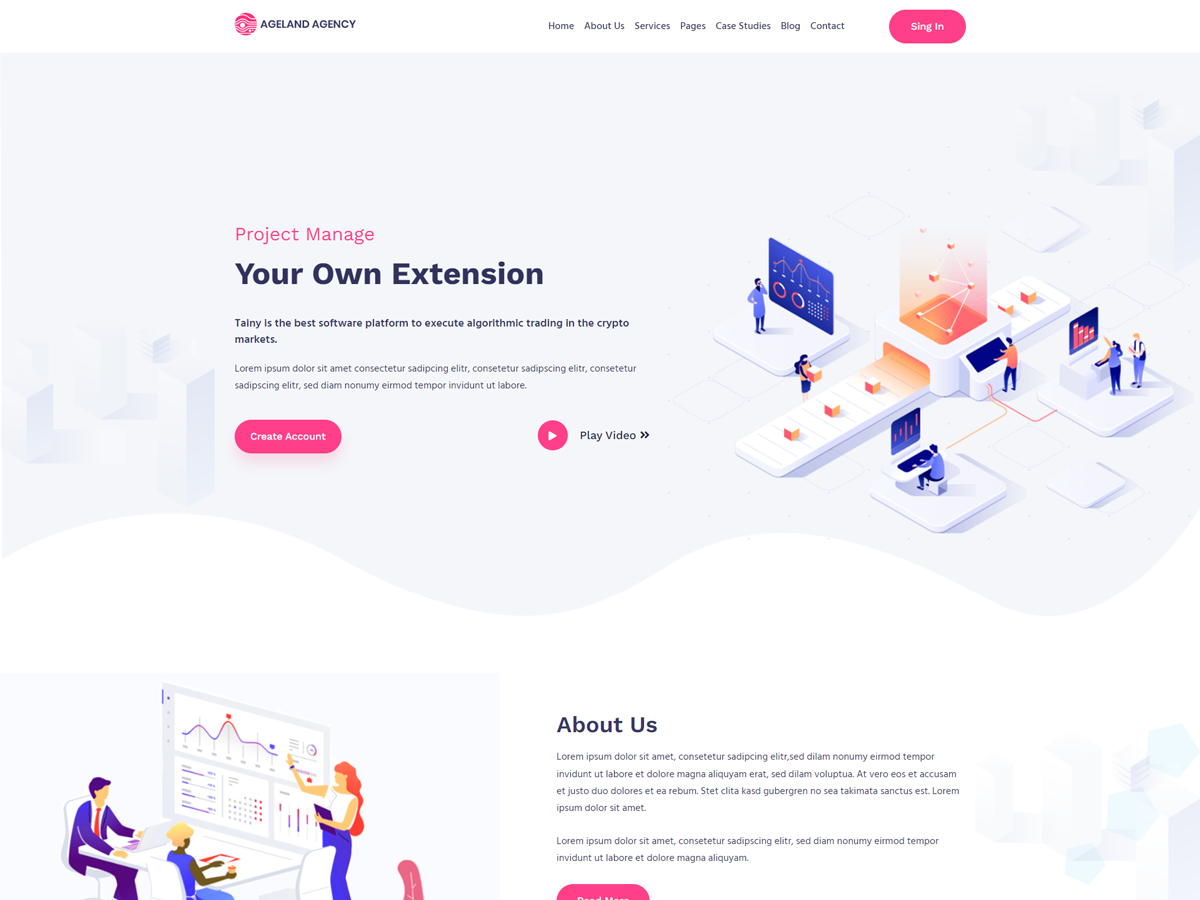 AGELAND AGENCY
Home About Us Services Pages Case Studies Blog Contact
Sing In
Project Manage
Your Own Extension
Tainy is the best software platform to execute algorithmic trading in the crypto
markets.
Lorem ipsum dolor sit amet consectetur sadipcing elitr, consetetur sadipscing elitr, consetetur
sadipscing elitr, sed diam nonumy eirmod tempor invidunt ut labore.
Create Account
Play Video
About Us
Lorem ipsum dolor sit amet, consetetur sadipcing elitr,sed dilam nonumy eirmod tempor
invidunt ut labore et dolore magna aliquyam erat, sed dilam voluptua. At vero eos et accusam
et justo duo dolores et ea rebum. Stet clita kasd gubergren no sea takimata sanctus est. Lorem
ipsum dolor sit amet.
Lorem ipsum dolor sit amet, consetetur sadipscing elitr,sed diam nonumy eirmod tempor
invidunt ut labore et dolore magna aliquyam.
Read More